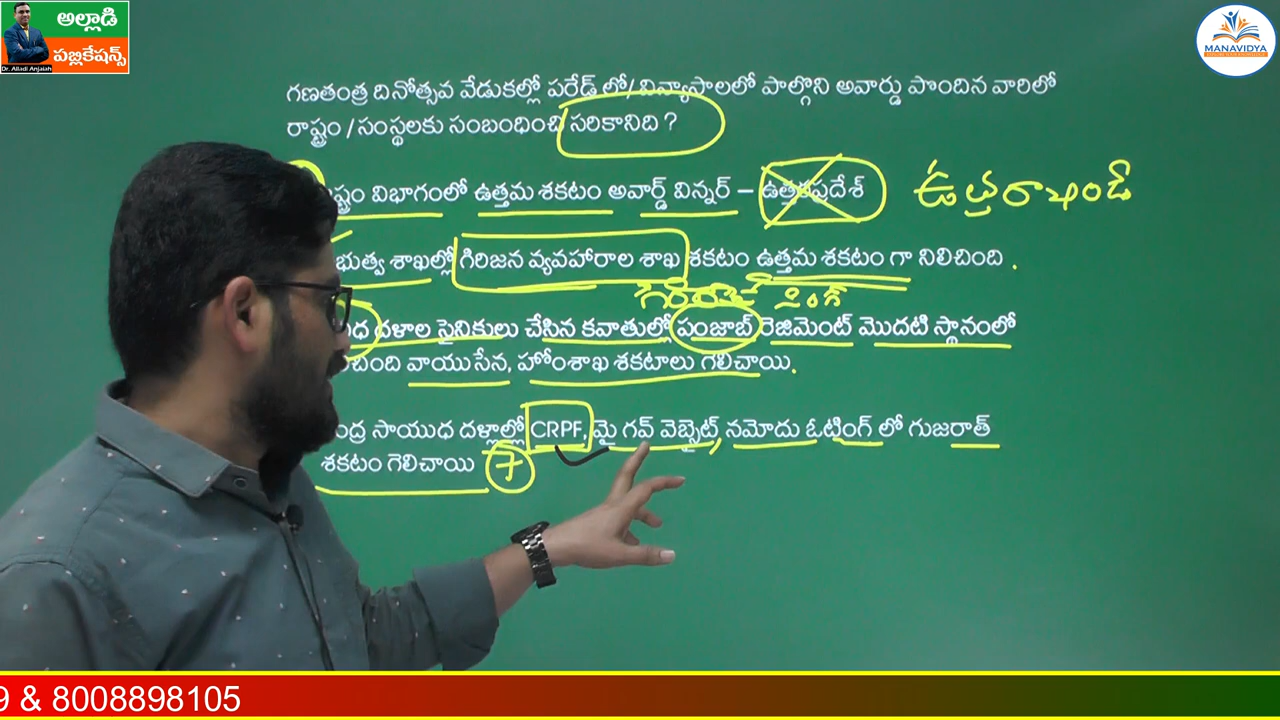 అల్లాడి
పబ్లికేషన్స్
Dr. Alladi Anjaiah
MANAVIDYA
గణతంత్ర దినోత్సవ వేడుకల్లో పరేడ్ లో/ విన్యాసాలలో పాల్గొని అవార్డు పొందిన వారిలో
రాష్ట్రం / సంస్థలకు సంబంధించి సరికానిది ?
విభాగంలో ఉత్తమ శకటం అవార్డ్ విన్నర్ – ఉత్తరప్రదేశ్ ఉత్తరాఖండ్
శాఖల్లో గిరిజన వ్యవహారాల శాఖ శకటం ఉత్తమ శకటం గా నిలిచింది .
దళాల సైనికులు చేసిన కవాతుల్లో పంజాబ్ రెజిమెంట్ మొదటి స్థానంలో
వాయుసేన, హోంశాఖ శకటాలు గెలిచాయి.
సాయుధ దళాల్లో CRPF, మై గవ్ వెబ్సైట్, నమోదు ఓటింగ్ లో గుజరాత్
శకటం గెలిచాయి 7
9 & 8008898105